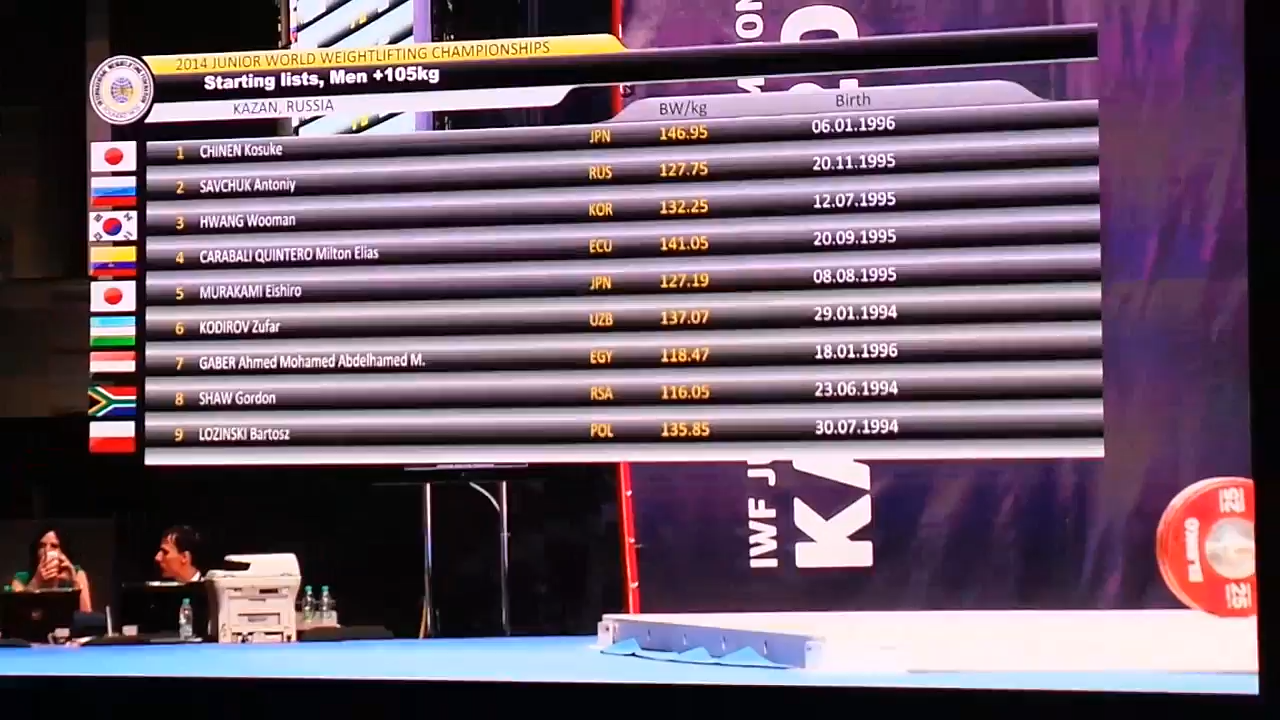 2014 JUNIOR WORLD WEIGHTLIFTING CHAMPIONSHIPS
Starting lists, Men +105kg
KAZAN, RUSSIA BW/kg Birth
1 CHINEN Kosuke JPN 146.95 06.01.1996
2 SAVCHUK Antoniy RUS 127.75 20.11.1995
3 HWANG Wooman KOR 132.25 12.07.1995
4 CARABALI QUINTERO Milton Elias ECU 141.05 20.09.1995
5 MURAKAMI Eishiro JPN 127.19 08.08.1995
6 KODIROV Zufar UZB 137.07 29.01.1994
7 GABER Ahmed Mohamed Abdelhamed M. EGY 118.47 18.01.1996
8 SHAW Gordon RSA 116.05 23.06.1994
9 LOZINSKI Bartosz POL 135.85 30.07.1994
IWF J
KA
ELEIKO
25
25